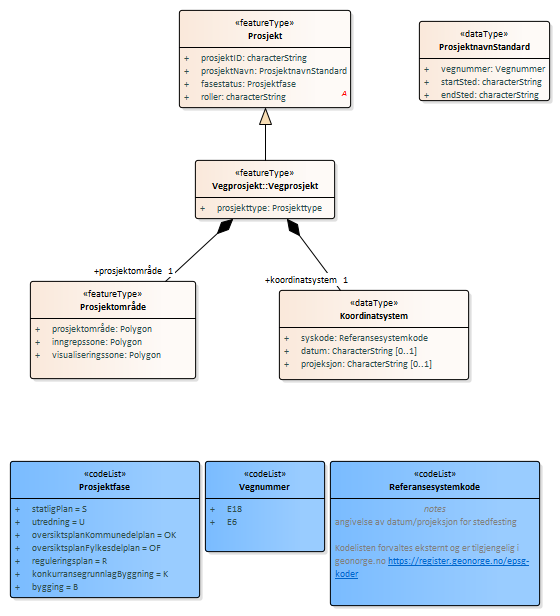 «featureType»
Prosjekt
+ prosjektID: characterString
+ prosjektNavn: ProsjektnavnStandard
+ fasestatus: Prosjektfase
+ roller: characterString
A
«dataType»
ProsjektnavnStandard
+ vegnummer: Vegnummer
+ startSted: characterString
+ endSted: characterString
«featureType»
Vegprosjekt::Vegprosjekt
+ prosjekttype: Prosjekttype
+prosjektområde 1
+koordinatsystem 1
«featureType»
Prosjektområde
+ prosjektområde: Polygon
+ inngrepssone: Polygon
+ visualiseringssone: Polygon
«dataType»
Koordinatsystem
+ syskode: Referansesystemkode
+ datum: CharacterString [0..1]
+ projeksjon: CharacterString [0..1]
«codeList»
Prosjektfase
+ statligPlan = S
+ utredning = U
+ oversiktsplanKommunedelplan = OK
+ oversiktsplanFylkesdelplan = OF
+ reguleringsplan = R
+ konkurransegrunnlagByggning = K
+ bygging = B
«codeList»
Vegnummer
+ E18
+ E6
«codeList»
Referansesystemkode
notes
angivelse av datum/projeksjon for stedfesting
Kodelisten forvaltes eksternt og er tilgjengelig i
geonorge.no https://register.geonorge.no/epsg-
koder